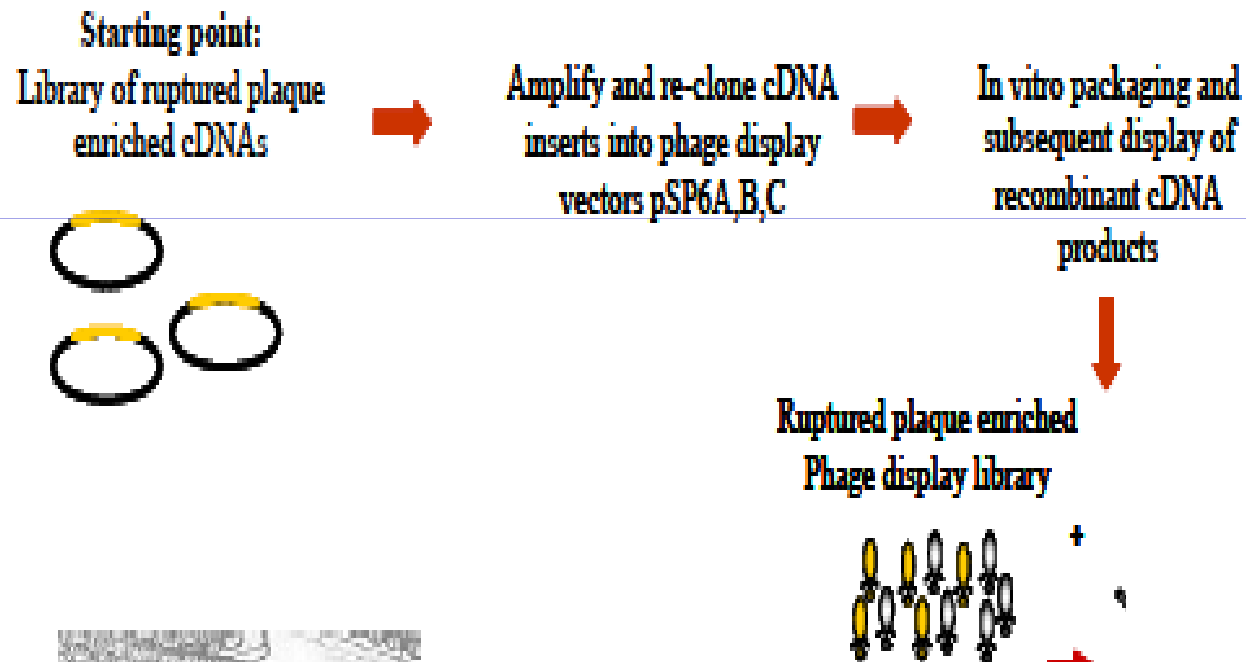 Starting point:
Library of ruptured plaque
enriched cDNAs
Amplify and re-clone cDNA
inserts into phage display
vectors pSP6A,B,C
In vitro packaging and
subsequent display of
recombinant cDNA
products
Ruptured plaque enriched
Phage display library
+